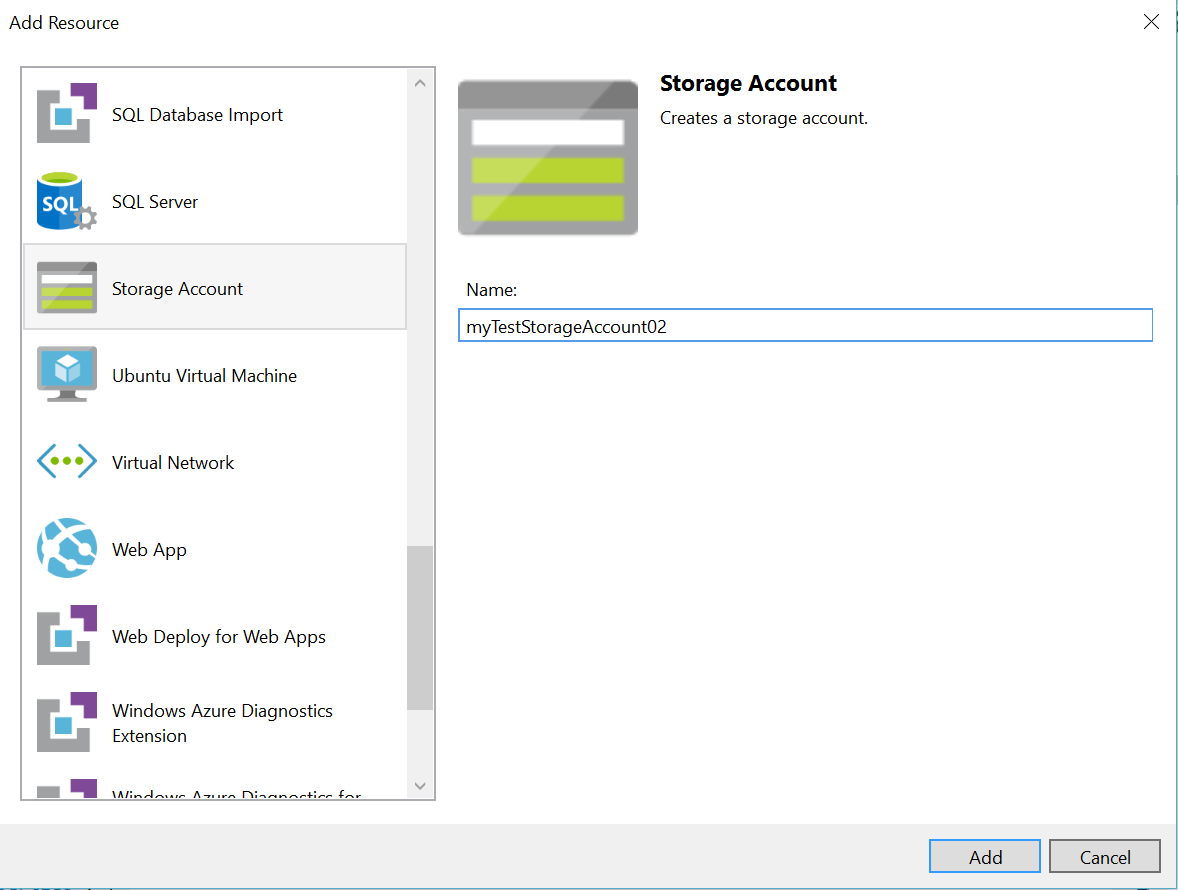 Add Resource
SQL Database Import
SQL
SQL Server
Storage Account
Ubuntu Virtual Machine
Virtual Network
Web App
Web Deploy for Web Apps
Windows Azure Diagnostics
Extension
Windows Azure Diagnostics for
Storage Account
Creates a storage account.
Name:
myTestStorageAccount02
Add
Cancel